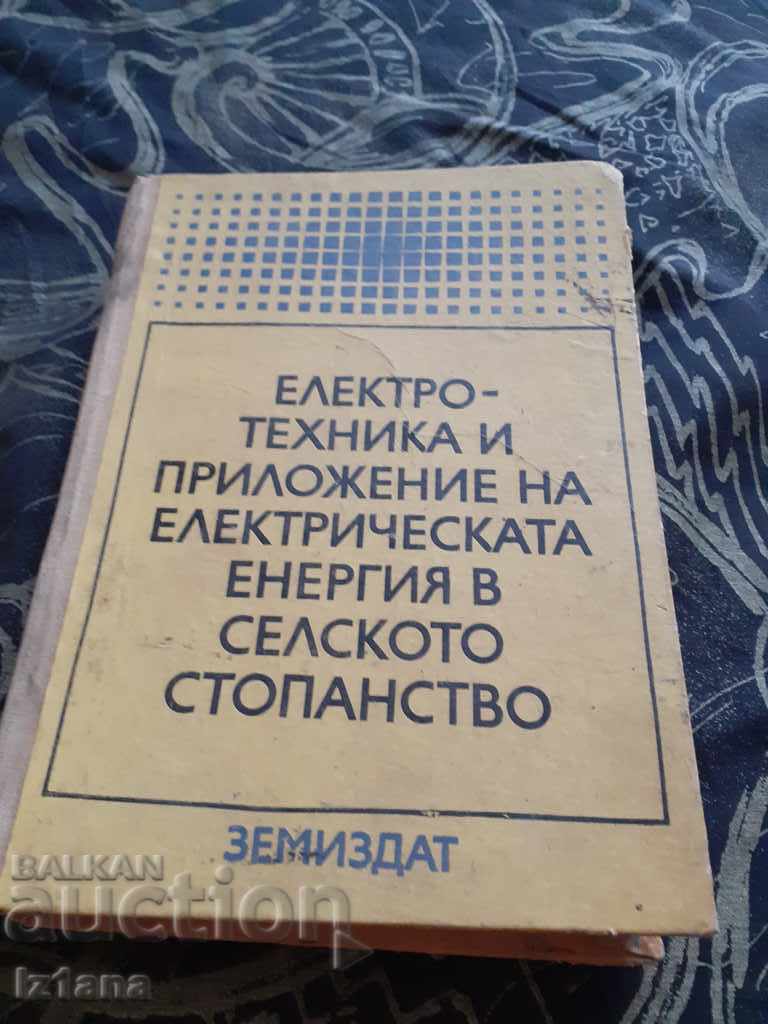 ЕЛЕКТРО-
ТЕХНИКА И
ПРИЛОЖЕНИЕ НА
ЕЛЕКТРИЧЕСКАТА
ЕНЕРГИЯ В
СЕЛСКОТО
СТОПАНСТВО
ЗЕМИЗДАТ
BALKAN
auction
iz1ana